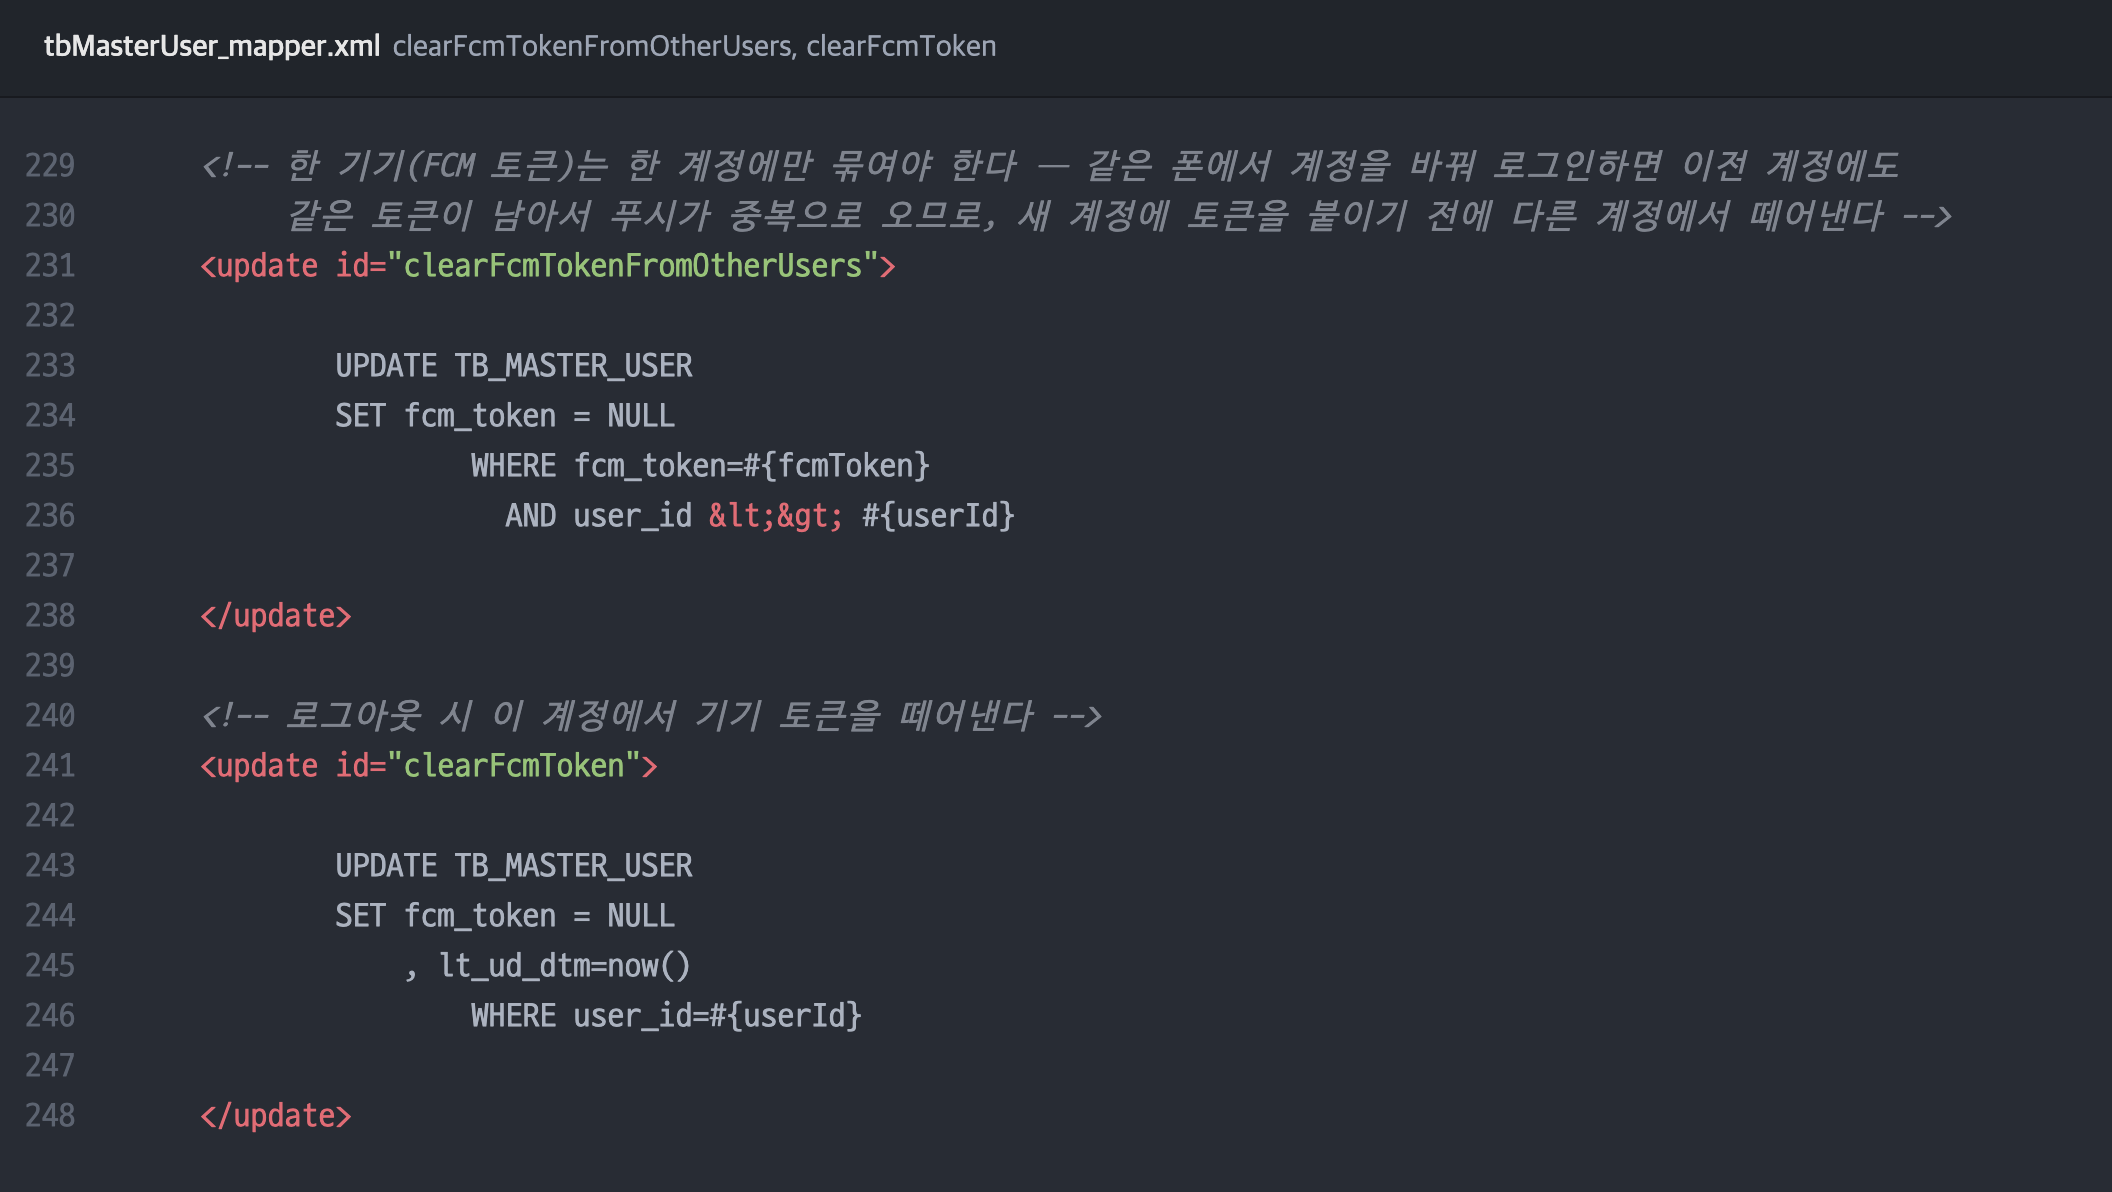 tbMasterUser_mapper.xml clearFcmTokenFromOtherUsers, clearFcmToken
229 <!-- 한 기기(FCM 토큰)는 한 계정에만 묶여야 한다 — 같은 폰에서 계정을 바꿔 로그인하면 이전 계정에도
230 같은 토큰이 남아서 푸시가 중복으로 오므로, 새 계정에 토큰을 붙이기 전에 다른 계정에서 떼어낸다 -->
231 <update id="clearFcmTokenFromOtherUsers">
232
233 UPDATE TB_MASTER_USER
234 SET fcm_token = NULL
235 WHERE fcm_token=#{fcmToken}
236 AND user_id &lt;&gt; #{userId}
237
238 </update>
239
240 <!-- 로그아웃 시 이 계정에서 기기 토큰을 떼어낸다 -->
241 <update id="clearFcmToken">
242
243 UPDATE TB_MASTER_USER
244 SET fcm_token = NULL
245 , lt_ud_dtm=now()
246 WHERE user_id=#{userId}
247
248 </update>